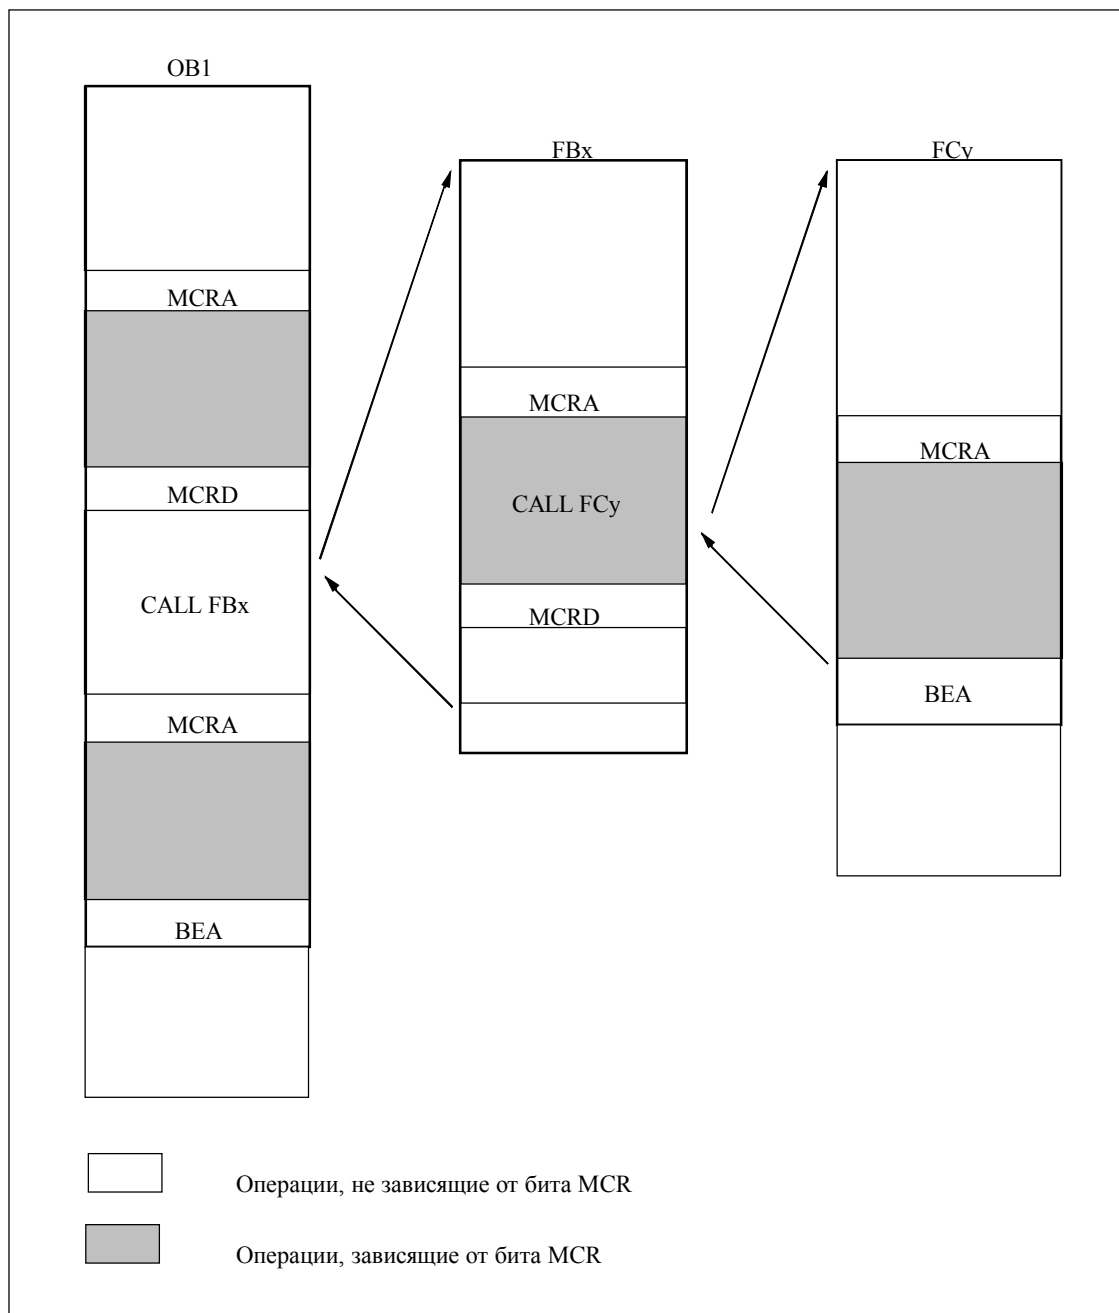 OB1
MCRA
MCRD
CALL FBx
MCRA
BEA
FBx
MCRA
CALL FCy
MCRD
FCy
MCRA
BEA
Операции, не зависящие от бита MCR
Операции, зависящие от бита MCR